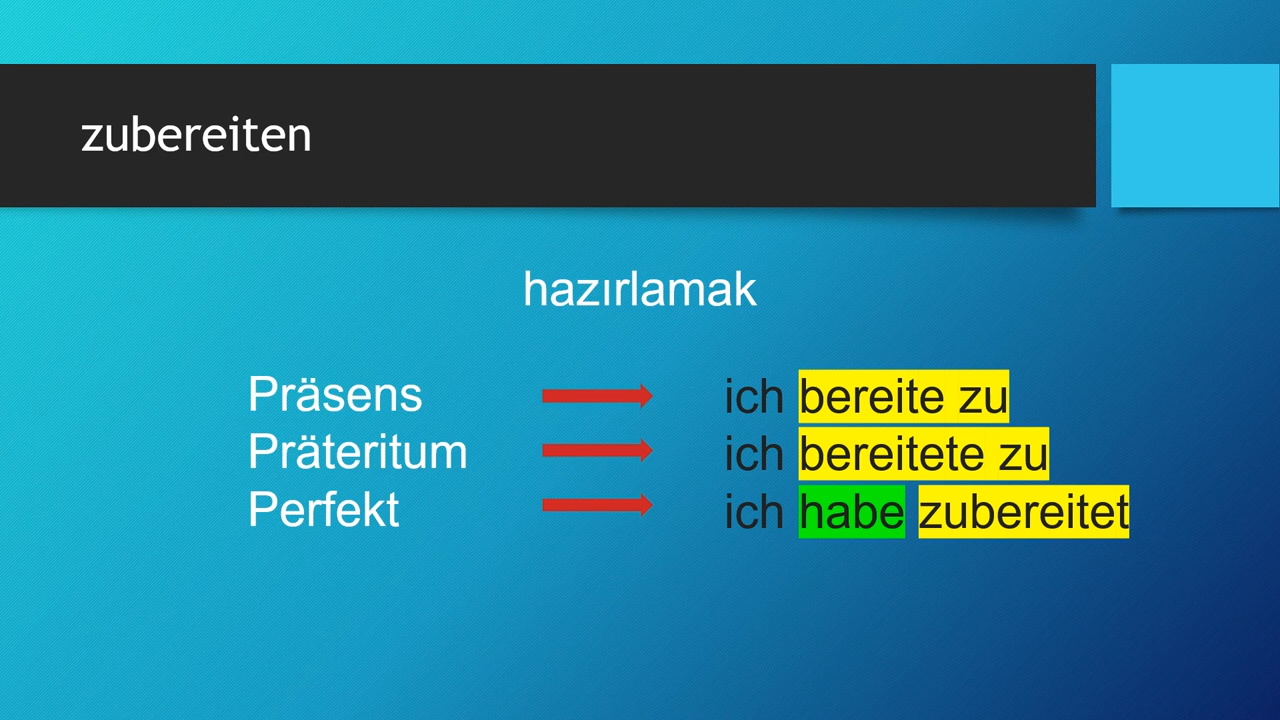 zubereiten
hazırlamak
Präsens ich bereite zu
Präteritum ich bereitete zu
Perfekt ich habe zubereitet